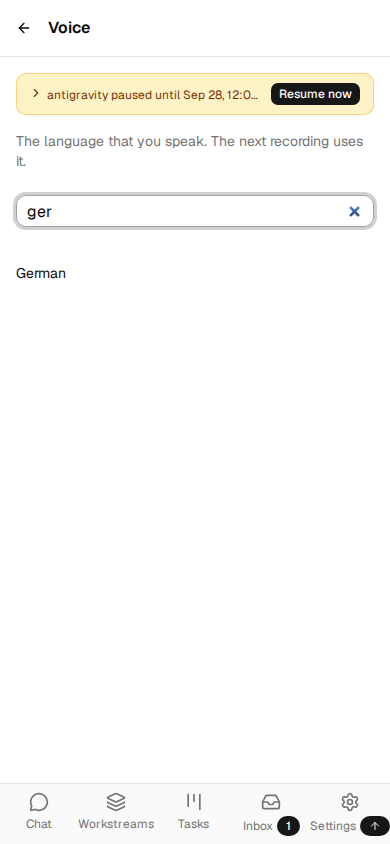 Voice
antigravity paused until Sep 28, 12:0...
Resume now
The language that you speak. The next recording uses
it.
ger
German
Chat
Workstreams
Tasks
Inbox 1
Settings